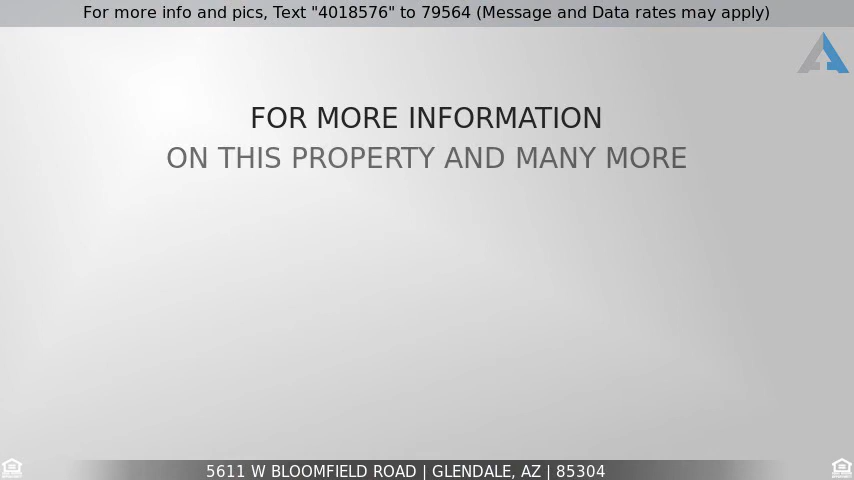 For more info and pics, Text "4018576" to 79564 (Message and Data rates may apply)
FOR MORE INFORMATION
ON THIS PROPERTY AND MANY MORE
5611 W BLOOMFIELD ROAD | GLENDALE, AZ | 85304